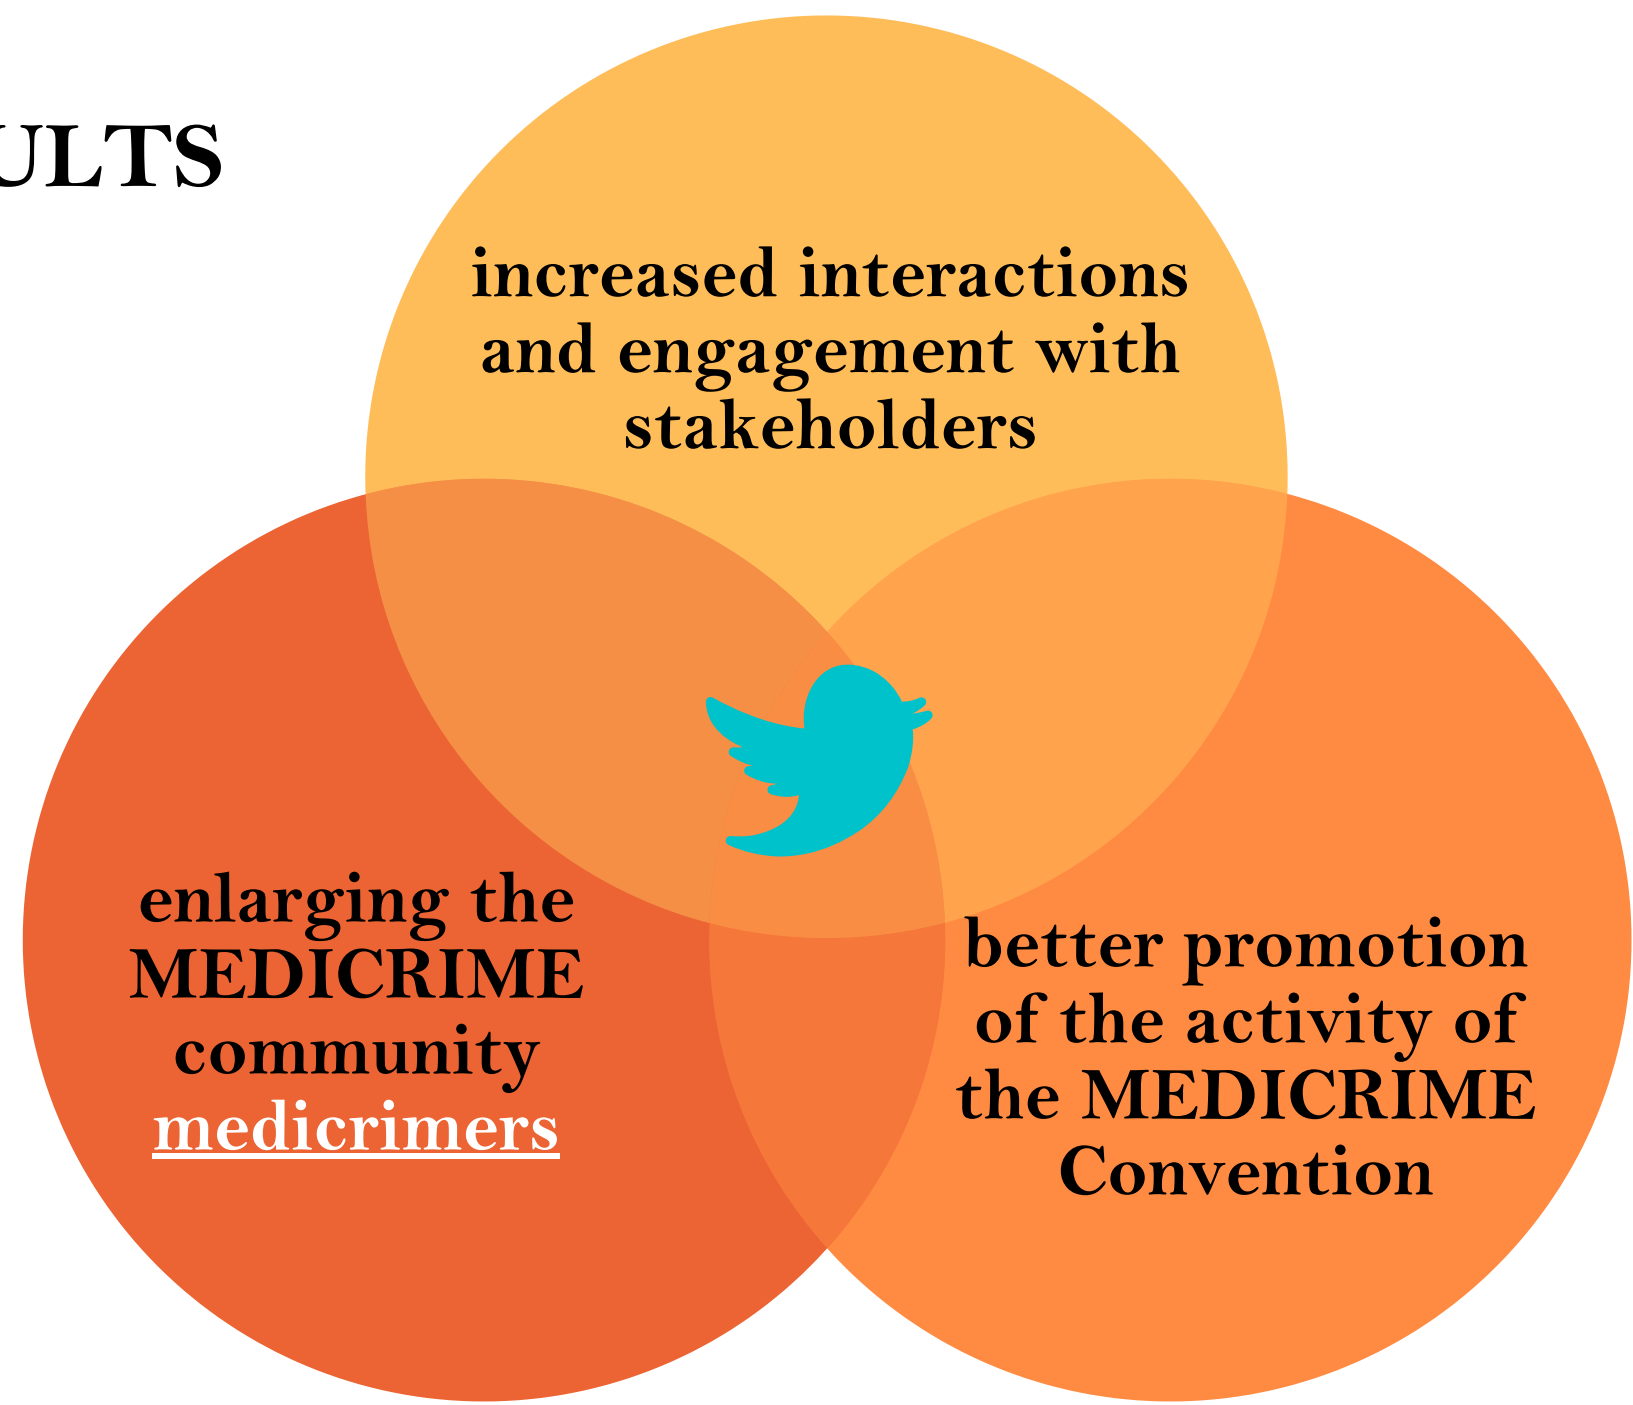 ULTS
increased interactions
and engagement with
stakeholders
enlarging the
MEDICRIME
community
medicrimers
better promotion
of the activity of
the MEDICRIME
Convention